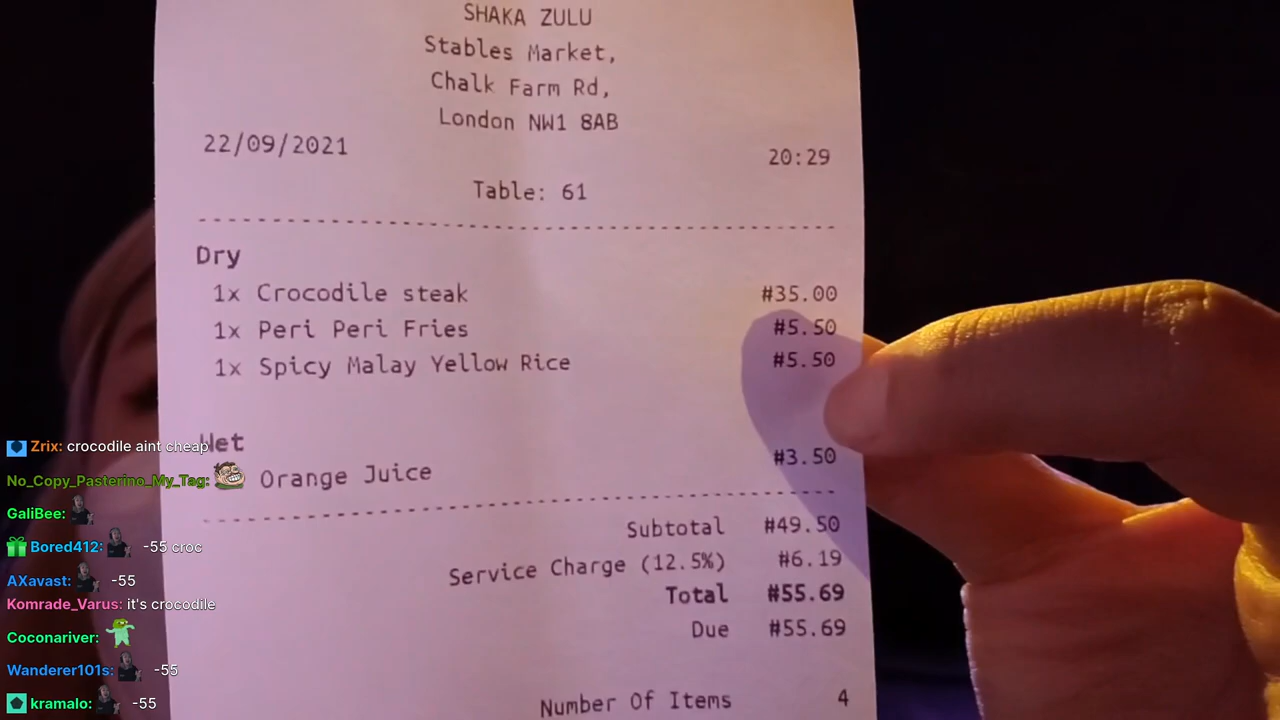 SHAKA ZULU
Stables Market,
Chalk Farm Rd,
London NW1 8AB
22/09/2021 20:29
Table: 61
Dry
1x Crocodile steak #35.00
1x Peri Peri Fries #5.50
1x Spicy Malay Yellow Rice #5.50
Wet
Orange Juice #3.50
Subtotal #49.50
Service Charge (12.5%) #6.19
Total #55.69
Due #55.69
Number Of Items 4
Zrix: crocodile aint cheap
No_Copy_Pasterino_My_Tag:
GaliBee:
Bored412: -55 croc
AXavast: -55
Komrade_Varus: it's crocodile
Coconariver:
Wanderer101s: -55
kramalo: -55